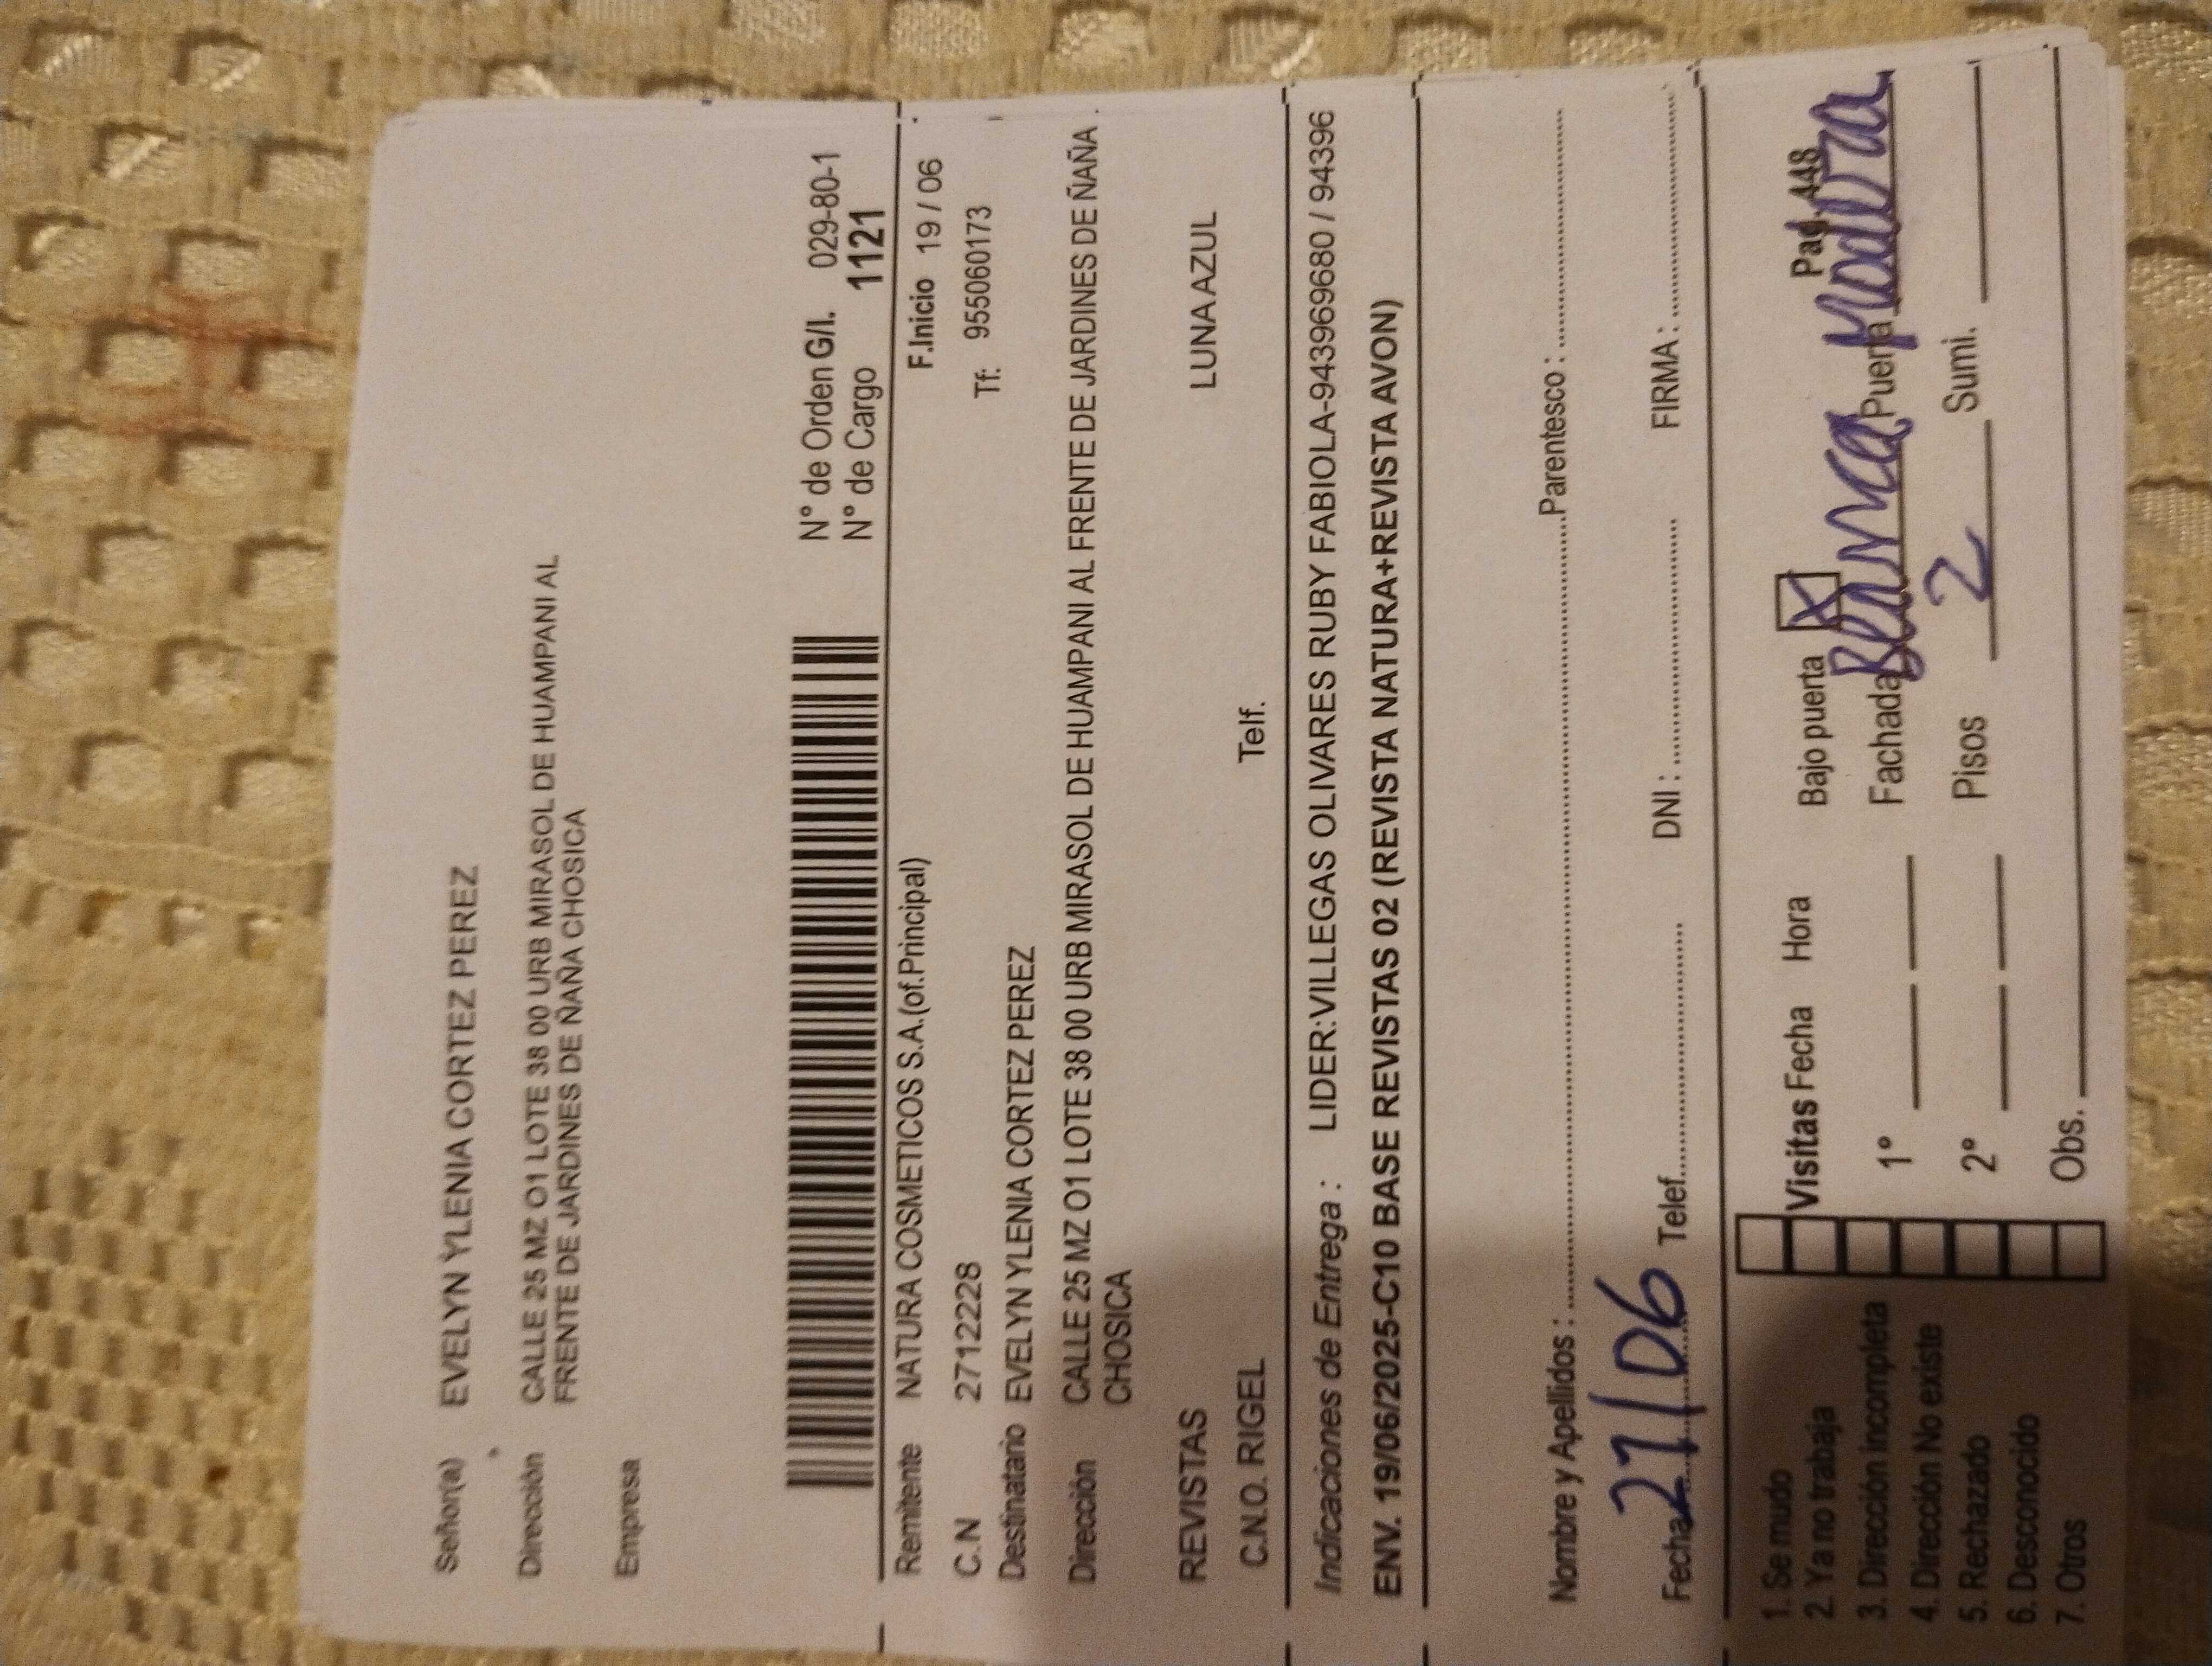 Señor(a) EVELYN YLENIA CORTEZ PEREZ
Dirección CALLE 25 MZ O1 LOTE 38 00 URB MIRASOL DE HUAMPANI AL
FRENTE DE JARDINES DE ÑAÑA CHOSICA
Empresa
N° de Orden G/I. 029-80-1
N° de Cargo 1121
Remitente NATURA COSMETICOS S.A.(of.Principal) F.Inicio 19 / 06
C.N 2712228 Tf: 955060173
Destinatario EVELYN YLENIA CORTEZ PEREZ
Dirección CALLE 25 MZ O1 LOTE 38 00 URB MIRASOL DE HUAMPANI AL FRENTE DE JARDINES DE ÑAÑA
CHOSICA
REVISTAS LUNA AZUL
C.N.O. RIGEL Telf.
Indicaciones de Entrega : LIDER:VILLEGAS OLIVARES RUBY FABIOLA-943969680 / 94396
ENV. 19/06/2025-C10 BASE REVISTAS 02 (REVISTA NATURA+REVISTA AVON)
Nombre y Apellidos : Parentesco :
Fecha 21/06 Telef. DNI : FIRMA :
1. Se mudo
2. Ya no trabaja Visitas Fecha Hora Bajo puerta X Pad.448
3. Dirección incompleta 1° Fachada Blanca Puerta Madera
4. Dirección No existe
5. Rechazado 2° Pisos 2 Sumi.
6. Desconocido
7. Otros Obs.